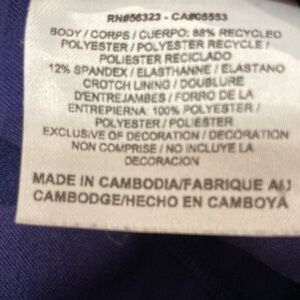 RN#56323 - CA#05553
BODY / CORPS / CUERPO: 88% RECYCLED
POLYESTER / POLYESTER RECYCLE /
POLIESTER RECICLADO
12% SPANDEX / ELASTHANNE / ELASTANO
CROTCH LINING / DOUBLURE
D'ENTREJAMBES / FORRO DE LA
ENTREPIERNA: 100% POLYESTER /
POLYESTER / POLIESTER
EXCLUSIVE OF DECORATION / DECORATION
NON COMPRISE / NO INCLUYE LA
DECORACION
MADE IN CAMBODIA/FABRIQUE AU
CAMBODGE/HECHO EN CAMBOYA